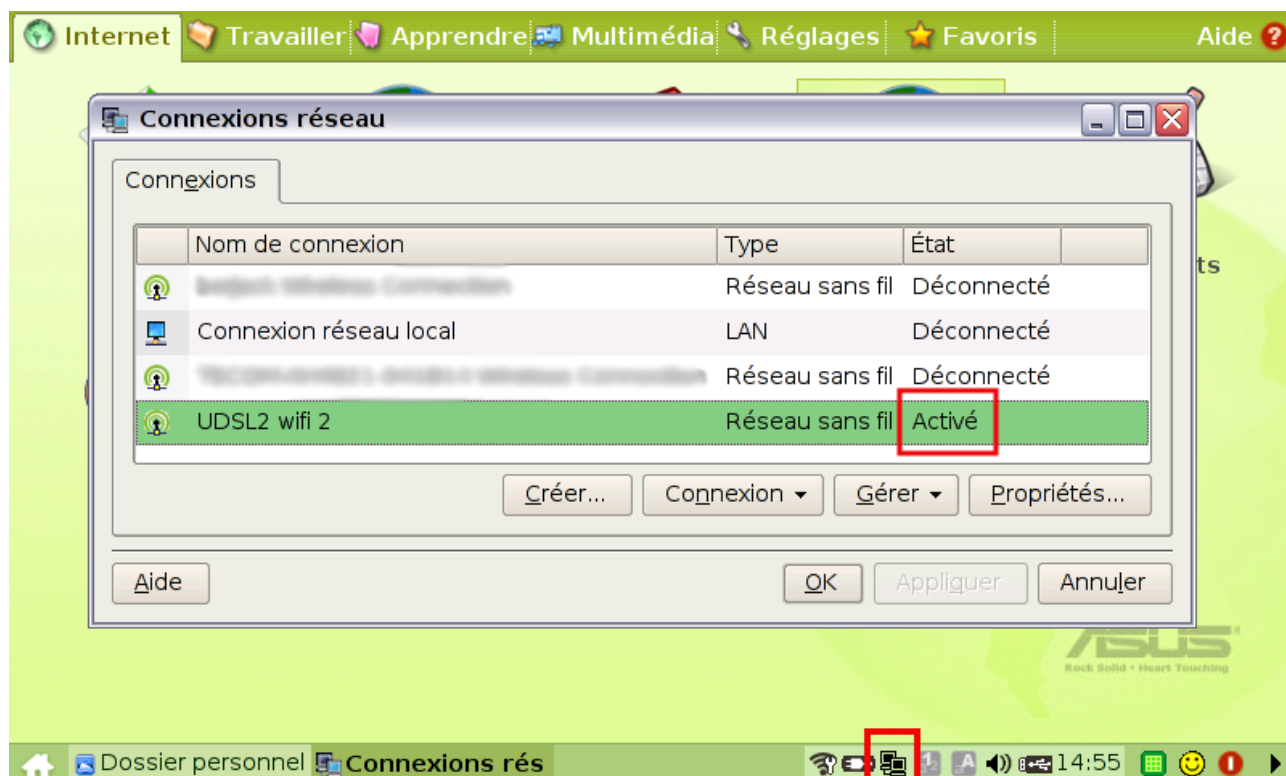 Internet Travailler Apprendre Multimédia Réglages Favoris Aide ?
Connexions réseau
Connexions
Nom de connexion Type État
ts
Réseau sans fil Déconnecté
Connexion réseau local LAN Déconnecté
Réseau sans fil Déconnecté
UDSL2 wifi 2 Réseau sans fil Activé
Créer... Connexion Gérer Propriétés...
Aide OK Appliquer Annuler
ASUS
Rock Solid • Heart Touching
Dossier personnel Connexions rés 1 A 14:55